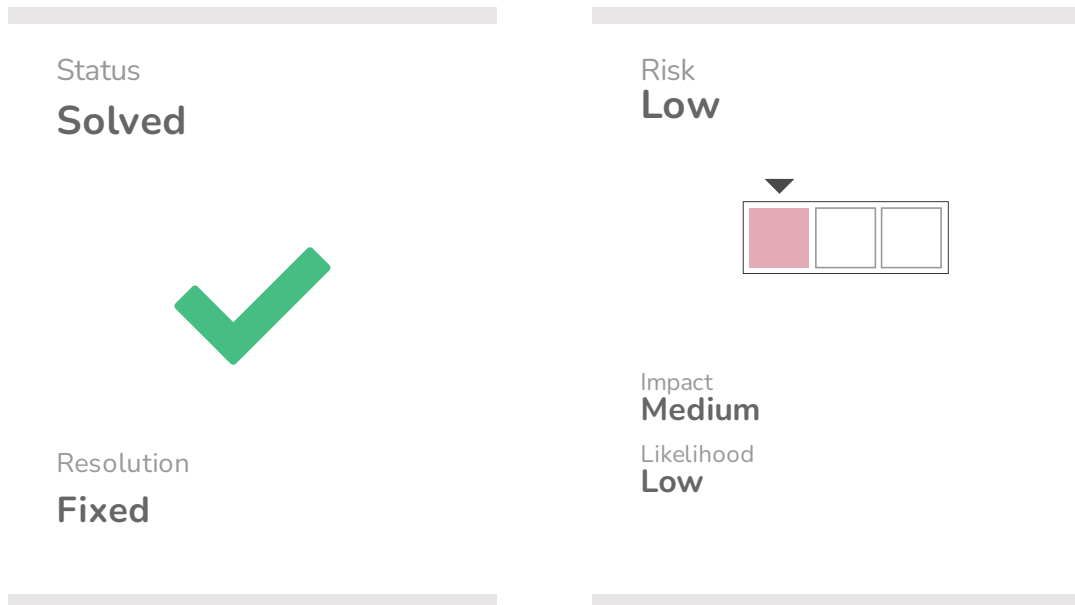 Status
Solved
Resolution
Fixed
Risk
Low
Impact
Medium
Likelihood
Low